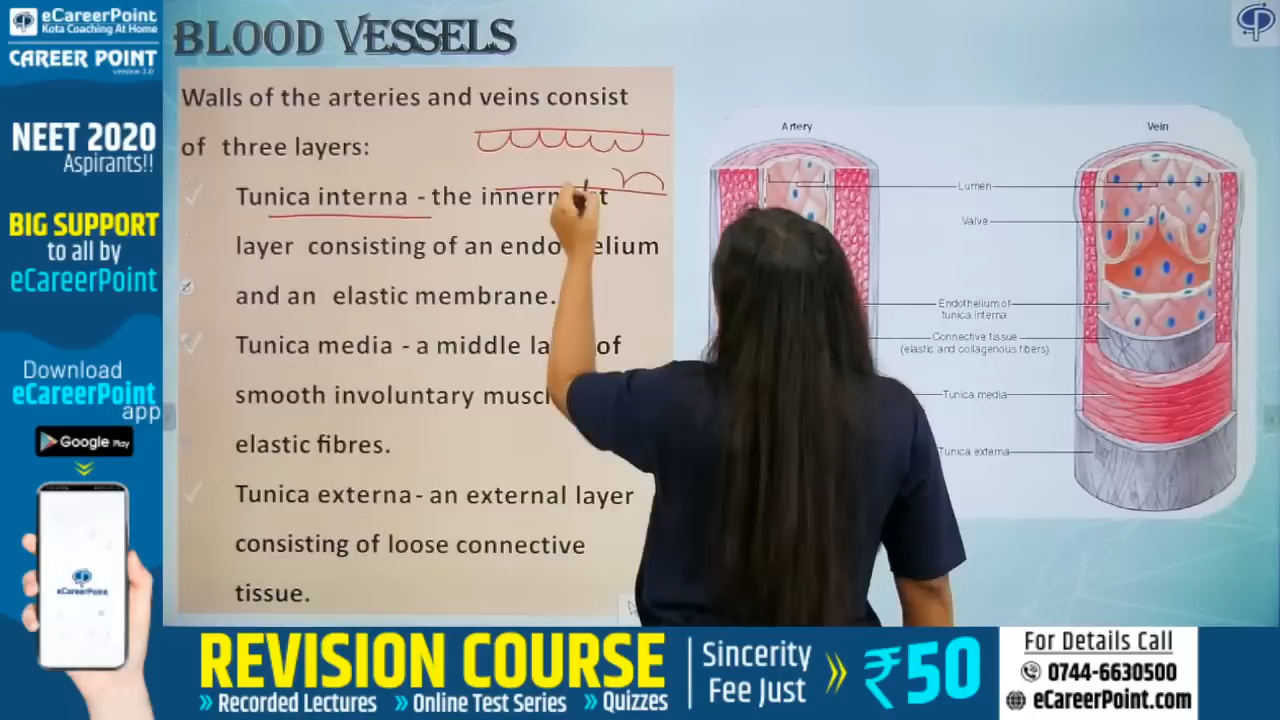 eCareerPoint
Kota Coaching At Home
CAREER POINT
version 2.0
NEET 2020
Aspirants!!
BIG SUPPORT
to all by
eCareerPoint
Download
eCareerPoint
app
Google Play
eCareerPoint
BLOOD VESSELS
Walls of the arteries and veins consist
of three layers:
Tunica interna - the
layer consisting of an
and an elastic membrane.
Tunica media - a middle of
smooth involuntary
elastic fibres.
Tunica externa - an external layer
consisting of loose connective
tissue.
Artery
Vein
Lumen
Valve
Endothelium of
tunica interna
Connective tissue
(elastic and collagenous fibers)
Tunica media
Tunica externa
REVISION COURSE
» Recorded Lectures » Online Test Series » Quizzes
Sincerity
Fee Just
» ₹50
For Details Call
0744-6630500
eCareerPoint.com